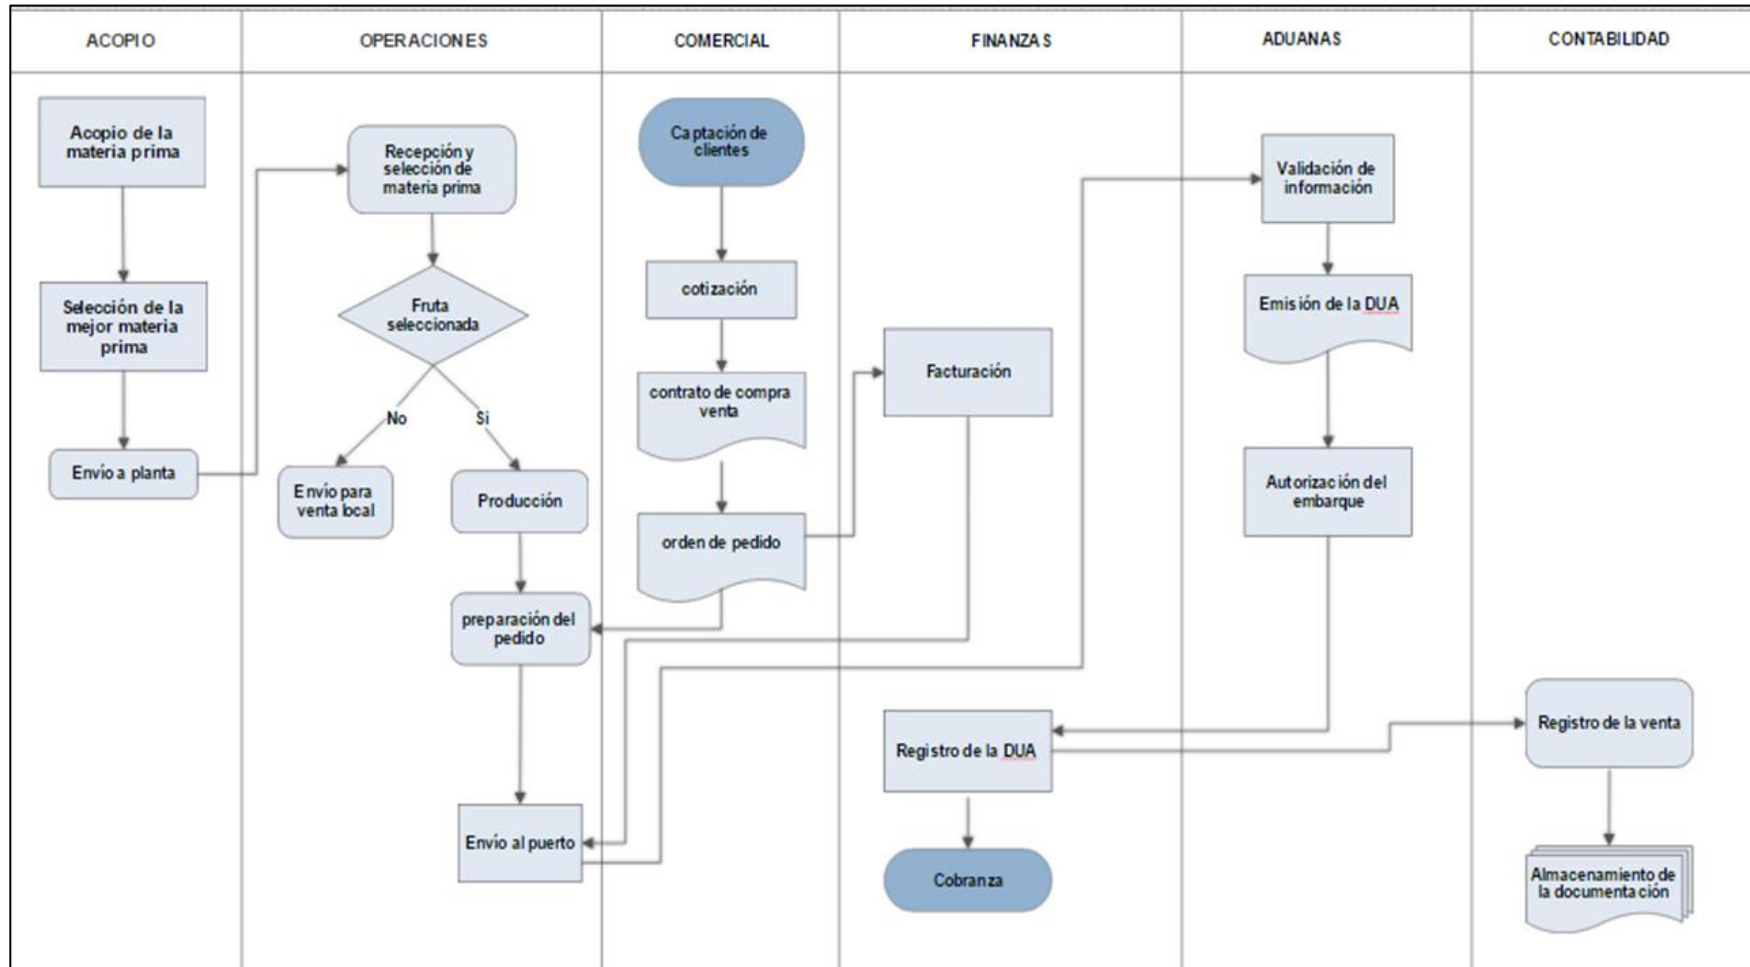 ACOPIO
OPERACIONES
COMERCIAL
FINANZAS
ADUANAS
CONTABILIDAD
Acopio de la
materia prima
Selección de la
mejor materia
prima
Envío a planta
Recepción y
selección de
materia prima
Fruta
seleccionada
No
Si
Envío para
venta local
Producción
preparación del
pedido
Envío al puerto
Captación de
clientes
cotización
contrato de compra
venta
orden de pedido
Facturación
Registro de la DUA
Cobranza
Validación de
información
Emisión de la DUA
Autorización del
embarque
Registro de la venta
Almacenamiento de
la documentación